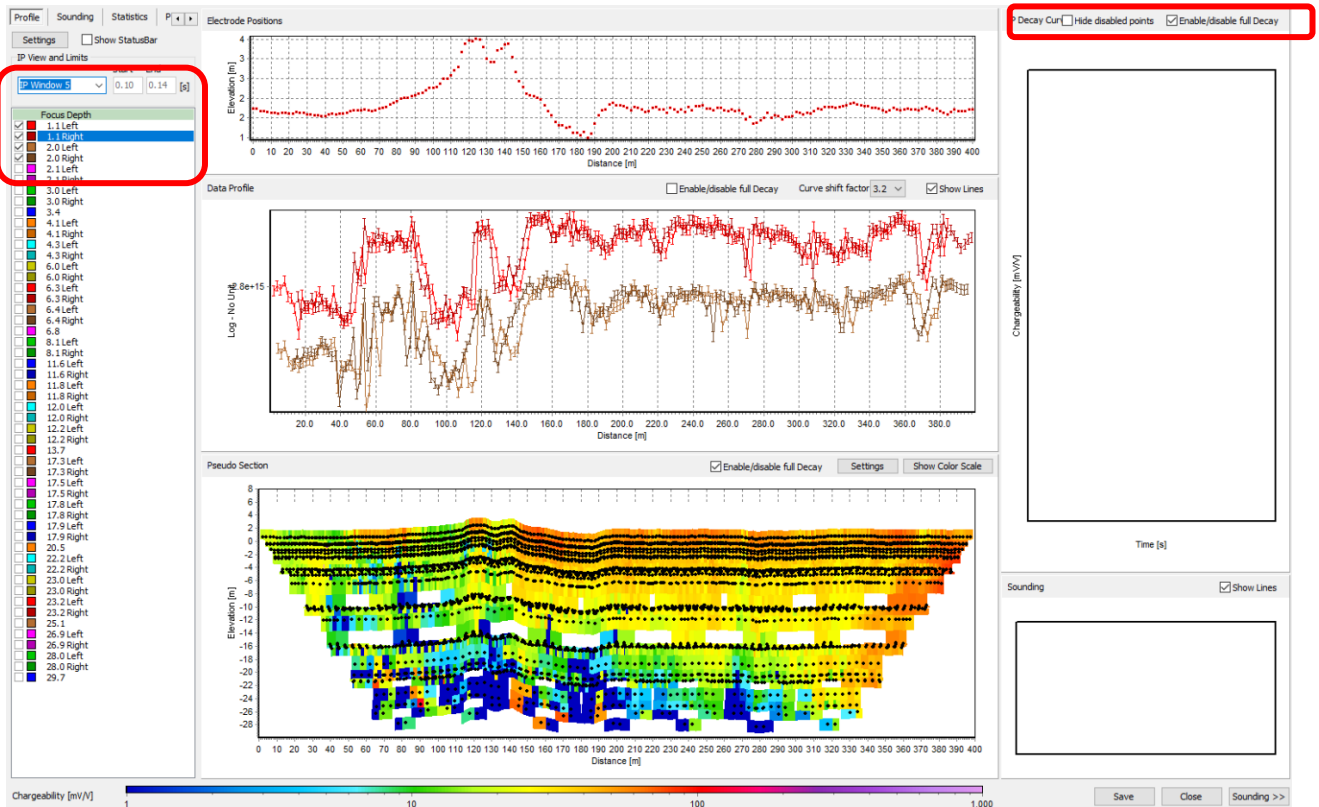 Profile Sounding Statistics P
Settings Show StatusBar
IP View and Limits
IP Window 5 0.10 0.14 [s]
Focus Depth
1.1 Left
1.1 Right
2.0 Left
2.0 Right
2.1 Left
2.1 Right
3.0 Left
3.0 Right
3.4
4.1 Left
4.1 Right
4.3 Left
4.3 Right
6.0 Left
6.0 Right
6.3 Left
6.3 Right
6.4 Left
6.4 Right
6.8
8.1 Left
8.1 Right
11.6 Left
11.6 Right
11.8 Left
11.8 Right
12.0 Left
12.0 Right
12.2 Left
12.2 Right
13.7
17.3 Left
17.3 Right
17.5 Left
17.5 Right
17.8 Left
17.8 Right
17.9 Left
17.9 Right
20.5
22.2 Left
22.2 Right
23.0 Left
23.0 Right
23.2 Left
23.2 Right
25.1
26.9 Left
26.9 Right
28.0 Left
28.0 Right
29.7
Electrode Positions
Elevation [m]
4
3
3
2
2
1
0 10 20 30 40 50 60 70 80 90 100 110 120 130 140 150 160 170 180 190 200 210 220 230 240 250 260 270 280 290 300 310 320 330 340 350 360 370 380 390 400
Distance [m]
Data Profile Enable/disable full Decay Curve shift factor 3.2 Show Lines
Log - No Unit
2.8e+15
20.0 40.0 60.0 80.0 100.0 120.0 140.0 160.0 180.0 200.0 220.0 240.0 260.0 280.0 300.0 320.0 340.0 360.0 380.0
Distance [m]
Pseudo Section Enable/disable full Decay Settings Show Color Scale
Elevation [m]
8
6
4
2
0
-2
-4
-6
-8
-10
-12
-14
-16
-18
-20
-22
-24
-26
-28
0 10 20 30 40 50 60 70 80 90 100 110 120 130 140 150 160 170 180 190 200 210 220 230 240 250 260 270 280 290 300 310 320 330 340 350 360 370 380 390 400
Distance [m]
P Decay Cur Hide disabled points Enable/disable full Decay
Chargeability [mV/V]
Time [s]
Sounding Show Lines
Chargeability [mV/V]
1 10 100 1.000
Save Close Sounding >>